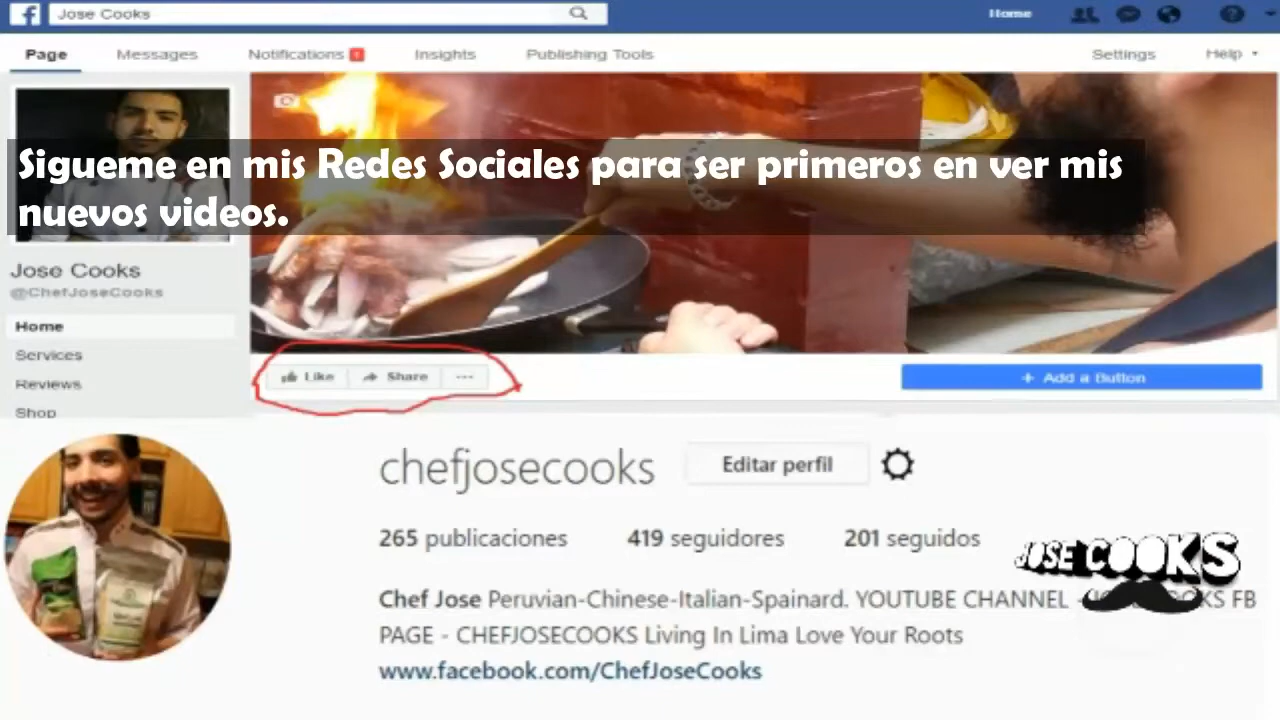 Jose Cooks
Home
Page Messages Notifications 1 Insights Publishing Tools Settings Help
Sigueme en mis Redes Sociales para ser primeros en ver mis
nuevos videos.
Jose Cooks
@ChefJoseCooks
Home
Services
Reviews
Shop
Like Share ...
+ Add a Button
chefjosecooks Editar perfil
265 publicaciones 419 seguidores 201 seguidos
JOSE COOKS
Chef Jose Peruvian-Chinese-Italian-Spainard. YOUTUBE CHANNEL - COOKS FB
PAGE - CHEFJOSECOOKS Living In Lima Love Your Roots
www.facebook.com/ChefJoseCooks